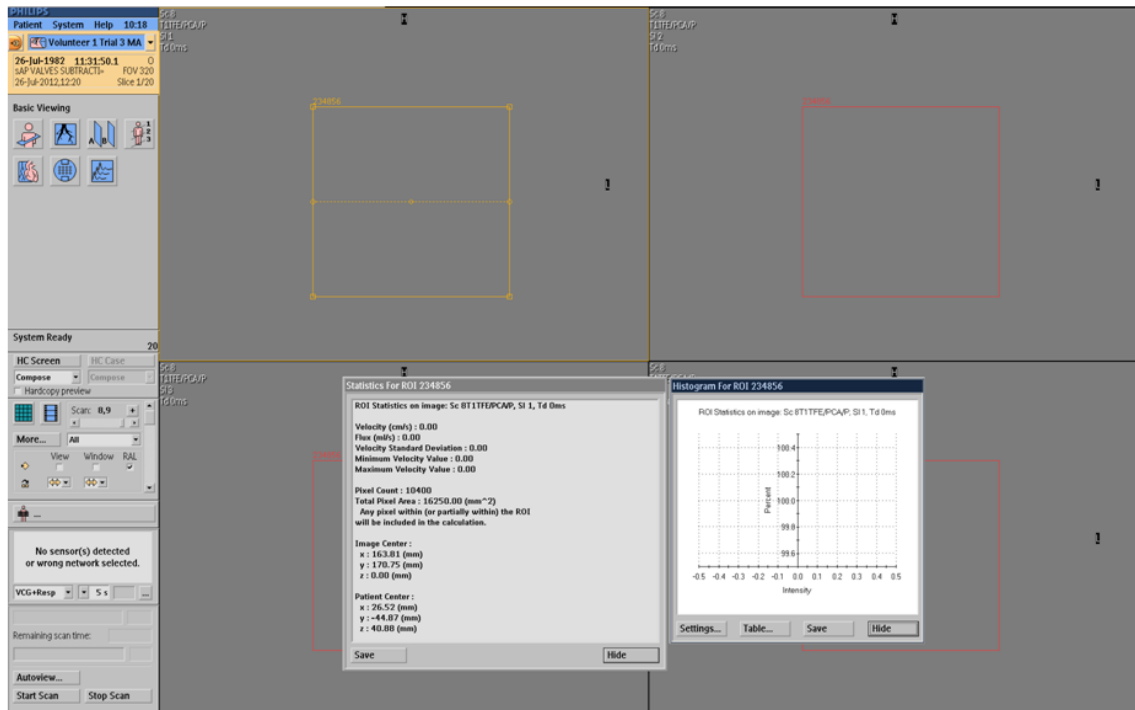 PHILIPS
Patient System Help 10:18
Volunteer 1 Trial 3 MA
26-Jul-1982 11:31:50.1 O
sAP VALVES SUBTRACTI» FOV 320
26-Jul-2012,12:20 Slice 1/20
Basic Viewing
A B
1
2
3
System Ready
20
HC Screen HC Case
Compose Compose
Hardcopy preview
Scan: 0,9 +
More... All
View Window RAL
...
No sensor(s) detected
or wrong network selected.
VCG+Resp 5 s ...
Remaining scan time:
Autoview...
Start Scan Stop Scan
Sc 8
T1TFE/PCA/P
Sl 1
Td 0ms
234856
Sc 8
T1TFE/PCA/P
Sl 2
Td 0ms
234856
Sc 8
T1TFE/PCA/P
Sl 3
Td 0ms
Sc 8
Statistics For ROI 234856
ROI Statistics on image: Sc 8T1TFE/PCA/P, Sl 1, Td 0ms
Velocity (cm/s) : 0.00
Flux (ml/s) : 0.00
Velocity Standard Deviation : 0.00
Minimum Velocity Value : 0.00
Maximum Velocity Value : 0.00
Pixel Count : 10400
Total Pixel Area : 16250.00 (mm^2)
Any pixel within (or partially within) the ROI
will be included in the calculation.
Image Center :
x : 163.81 (mm)
y : 170.75 (mm)
z : 0.00 (mm)
Patient Center :
x : 26.52 (mm)
y : -44.87 (mm)
z : 40.88 (mm)
Save Hide
Histogram For ROI 234856
ROI Statistics on image: Sc 8T1TFE/PCA/P, Sl 1, Td 0ms
100.4
100.2
100.0
99.8
99.6
Percent
-0.5 -0.4 -0.3 -0.2 -0.1 0.0 0.1 0.2 0.3 0.4 0.5
Intensity
Settings... Table... Save Hide